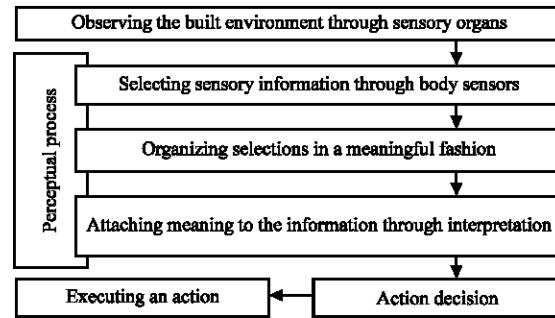 Observing the built environment through sensory organs
Perceptual process
Selecting sensory information through body sensors
Organizing selections in a meaningful fashion
Attaching meaning to the information through interpretation
Executing an action
Action decision